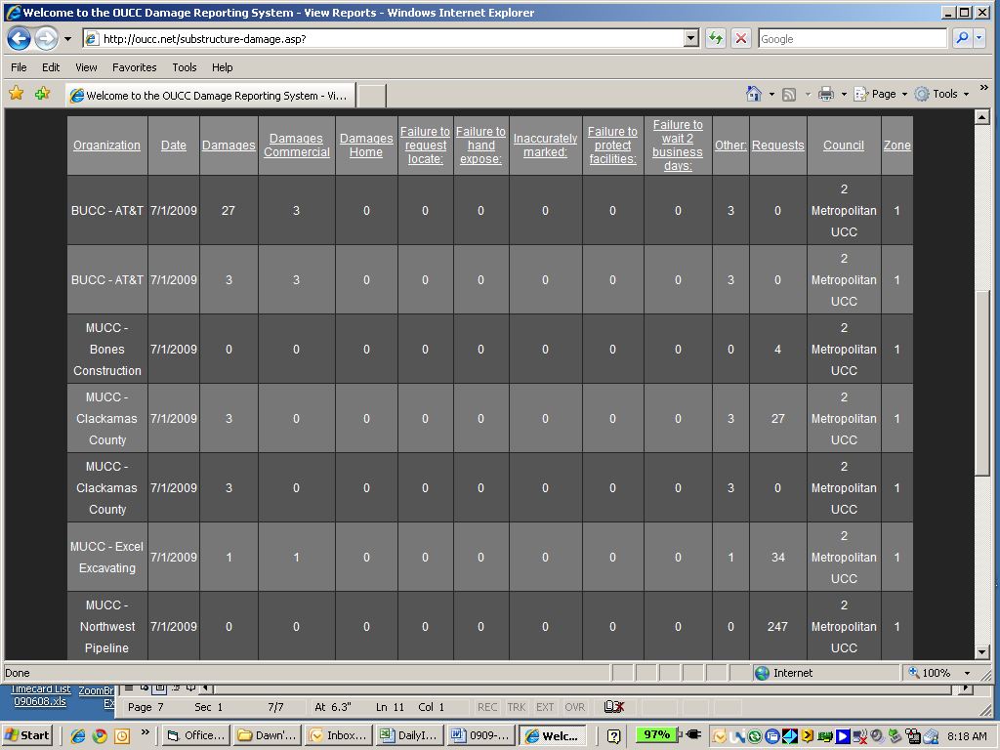 Welcome to the OUCC Damage Reporting System - View Reports - Windows Internet Explorer
http://oucc.net/substructure-damage.asp?
Google
File Edit View Favorites Tools Help
Welcome to the OUCC Damage Reporting System - Vi...
Page Tools »
Organization Date Damages Damages Commercial Damages Home Failure to request locate: Failure to hand expose: Inaccurately marked: Failure to protect facilities: Failure to wait 2 business days: Other: Requests Council Zone
BUCC - AT&T 7/1/2009 27 3 0 0 0 0 0 0 3 0 2 Metropolitan UCC 1
BUCC - AT&T 7/1/2009 3 3 0 0 0 0 0 0 3 0 2 Metropolitan UCC 1
MUCC - Bones Construction 7/1/2009 0 0 0 0 0 0 0 0 0 4 2 Metropolitan UCC 1
MUCC - Clackamas County 7/1/2009 3 0 0 0 0 0 0 0 3 27 2 Metropolitan UCC 1
MUCC - Clackamas County 7/1/2009 3 0 0 0 0 0 0 0 3 0 2 Metropolitan UCC 1
MUCC - Excel Excavating 7/1/2009 1 1 0 0 0 0 0 0 1 34 2 Metropolitan UCC 1
MUCC - Northwest Pipeline 7/1/2009 0 0 0 0 0 0 0 0 0 247 2 Metropolitan UCC 1
Done Internet 100%
Timecard List
090608.xls ZoomBr
EX
Page 7 Sec 1 7/7 At 6.3" Ln 11 Col 1 REC TRK EXT OVR
Start » Office... Dawn'... Inbox... DailyI... 0909-... Welc... 97% 8:18 AM